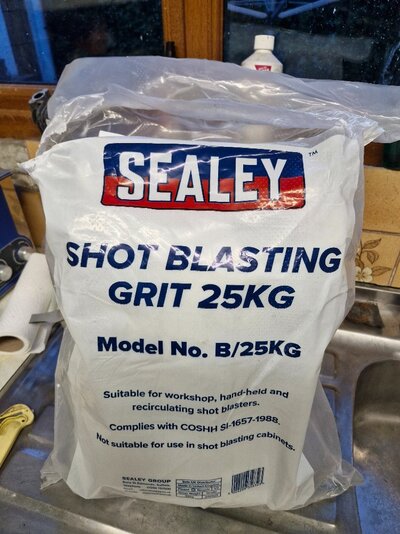 SEALEY™
SHOT BLASTING
GRIT 25KG
Model No. B/25KG
Suitable for workshop, hand-held and
recirculating shot blasters.
Complies with COSHH SI-1657-1988.
Not suitable for use in shot blasting cabinets.
SEALEY GROUP